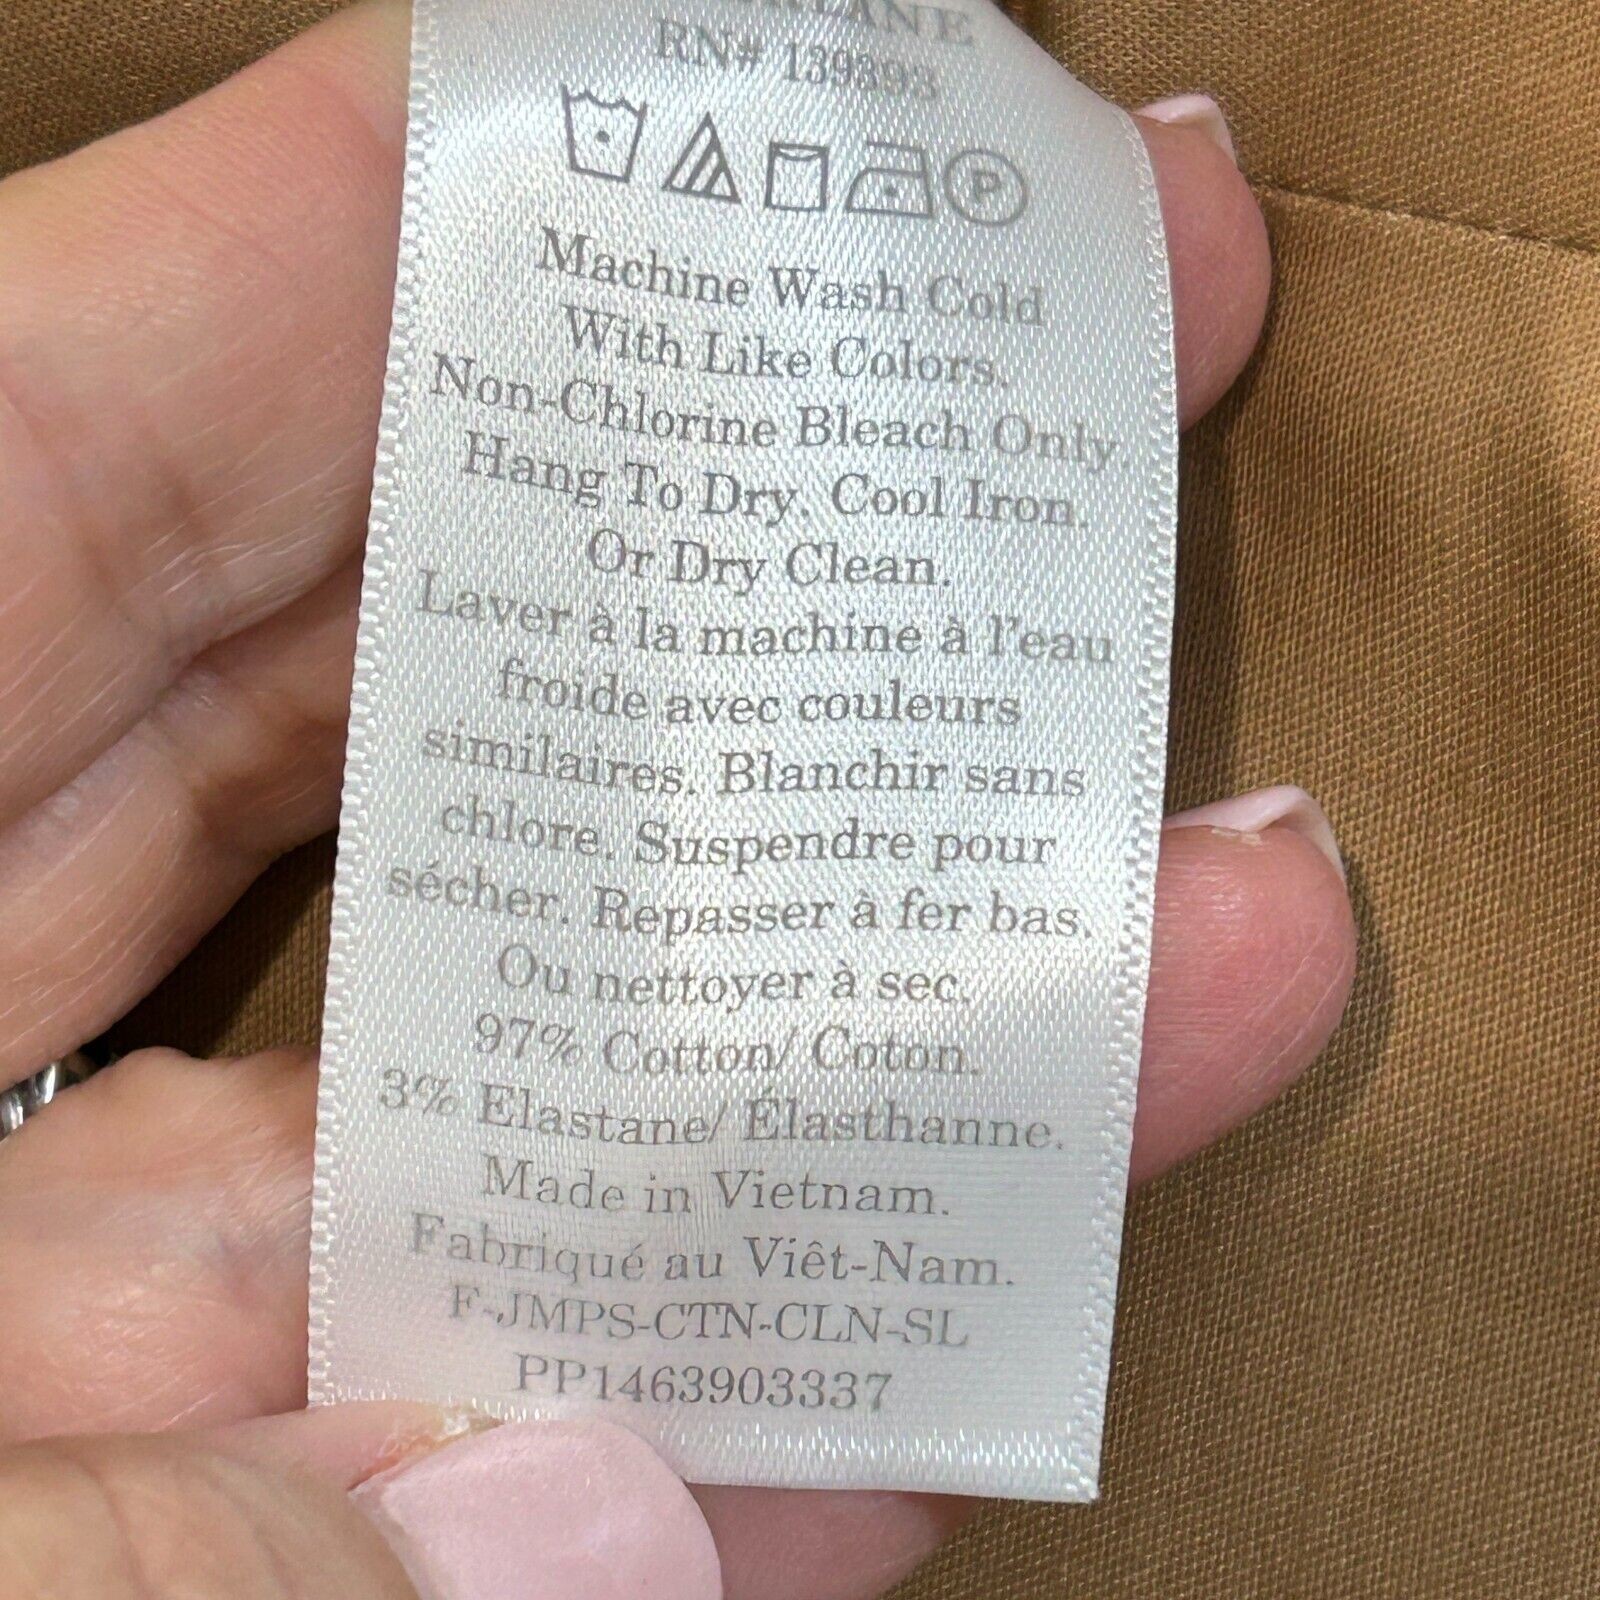 RN# 139393
P
Machine Wash Cold
With Like Colors.
Non-Chlorine Bleach Only.
Hang To Dry. Cool Iron.
Or Dry Clean.
Laver à la machine à l'eau
froide avec couleurs
similaires. Blanchir sans
chlore. Suspendre pour
sécher. Repasser à fer bas.
Ou nettoyer à sec.
97% Cotton/ Coton.
3% Elastane/ Élasthanne.
Made in Vietnam.
Fabriqué au Viêt-Nam.
F-JMPS-CTN-CLN-SL
PP1463903337